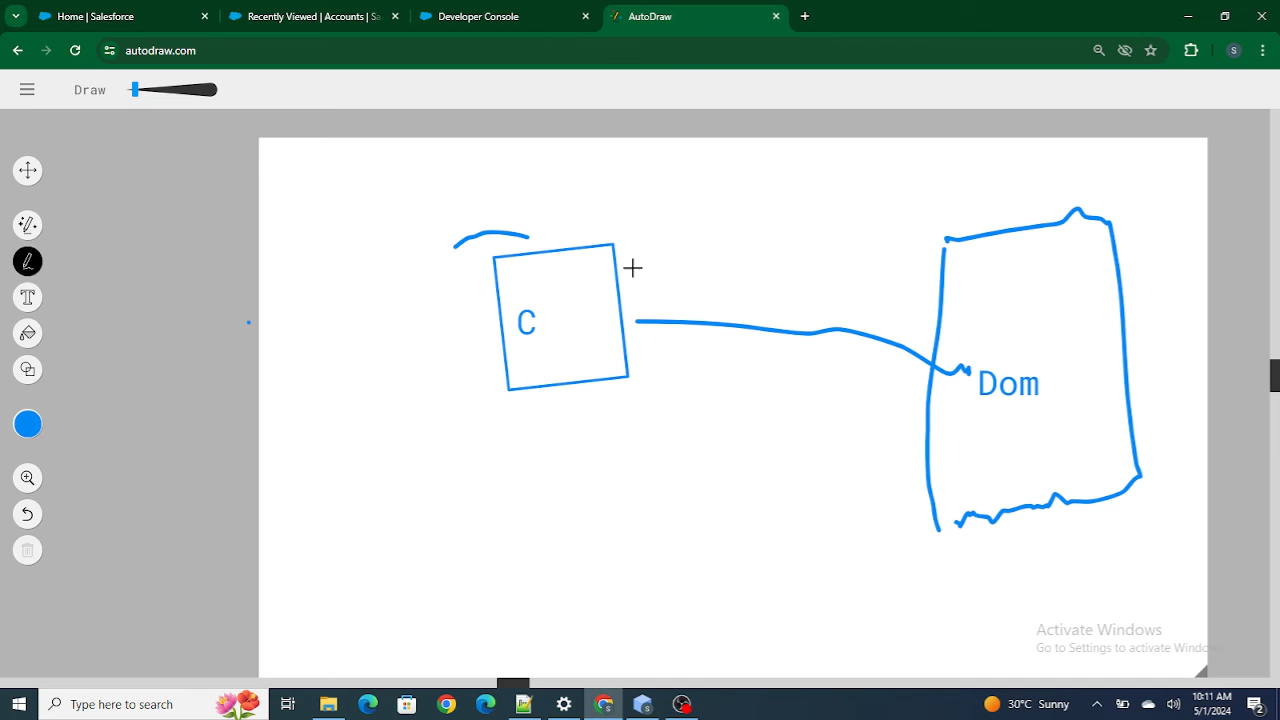 Home | Salesforce
Recently Viewed | Accounts | Sa
Developer Console
AutoDraw
autodraw.com
S
Draw
C
Dom
Activate Windows
Go to Settings to activate Windows
Type here to search
30°C Sunny
10:11 AM
5/1/2024
2